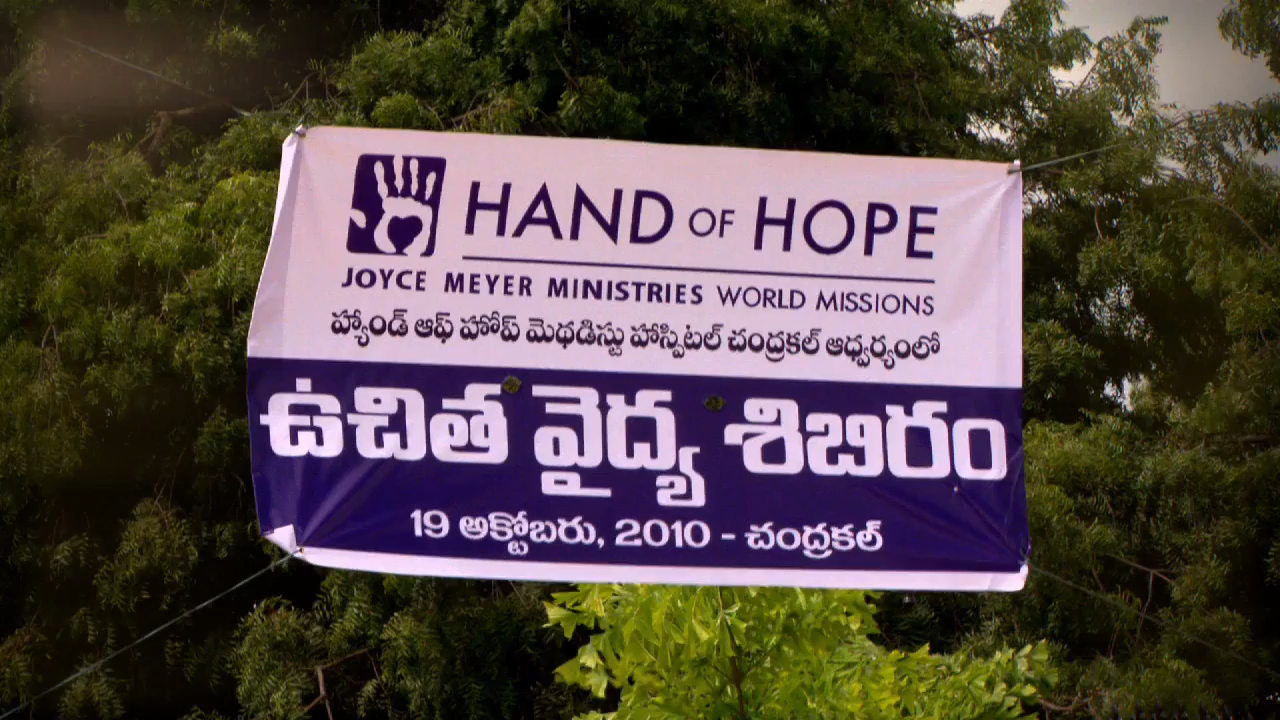 HAND OF HOPE
JOYCE MEYER MINISTRIES WORLD MISSIONS
హ్యాండ్ ఆఫ్ హోప్ మెథడిస్టు హాస్పిటల్ చంద్రకల్ ఆధ్వర్యంలో
ఉచిత వైద్య శిబిరం
19 అక్టోబరు, 2010 - చంద్రకల్